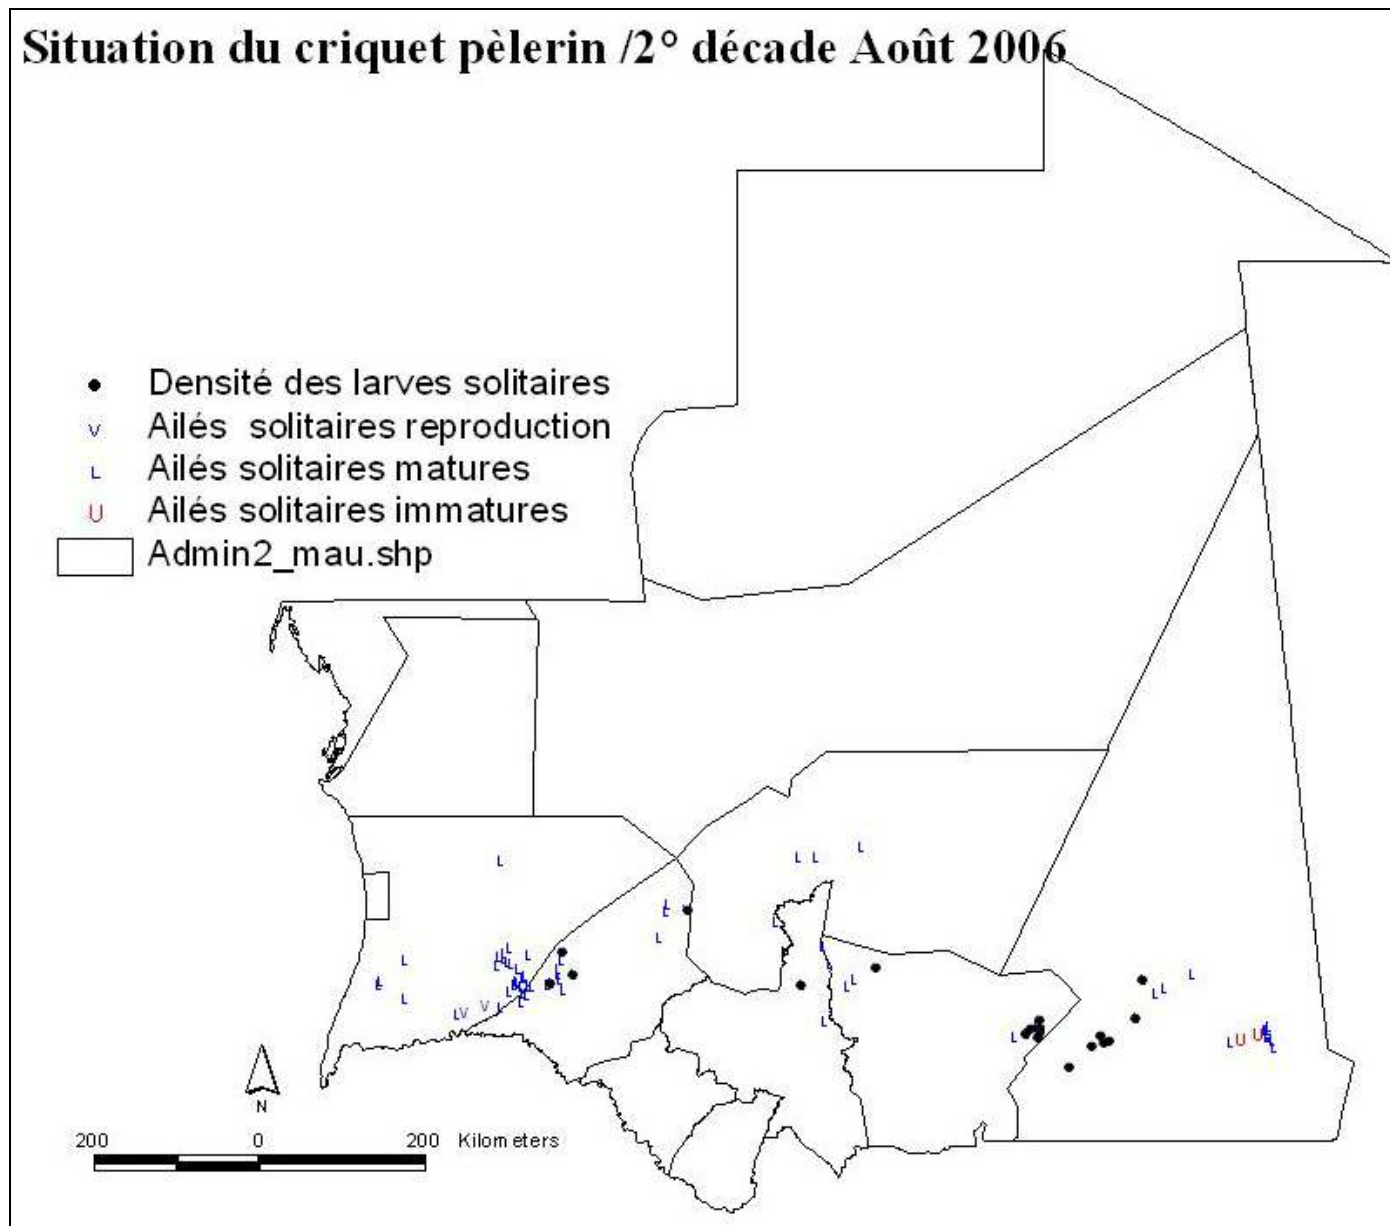 Situation du criquet pèlerin /2° décade Août 2006
Densité des larves solitaires
v Ailés solitaires reproduction
L Ailés solitaires matures
U Ailés solitaires immatures
Admin2_mau.shp
N
200 0 200 Kilometers